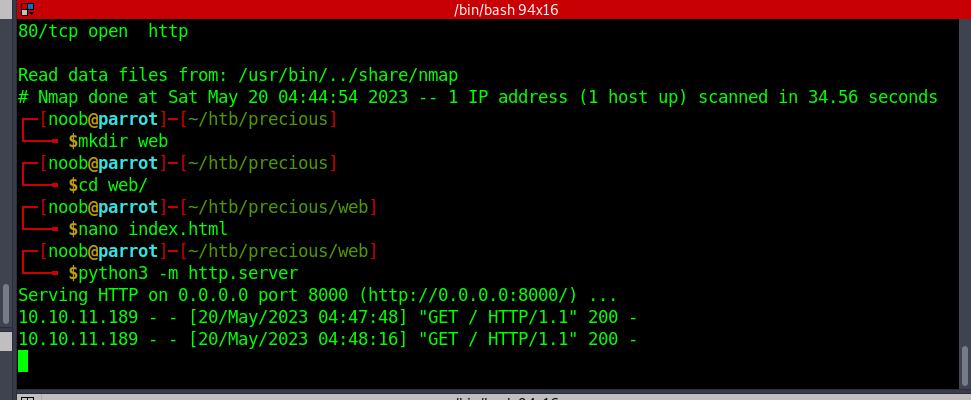 /bin/bash 94x16
80/tcp open  http
Read data files from: /usr/bin/../share/nmap
# Nmap done at Sat May 20 04:44:54 2023 -- 1 IP address (1 host up) scanned in 34.56 seconds
┌─[noob@parrot]─[~/htb/precious]
└──╼ $mkdir web
┌─[noob@parrot]─[~/htb/precious]
└──╼ $cd web/
┌─[noob@parrot]─[~/htb/precious/web]
└──╼ $nano index.html
┌─[noob@parrot]─[~/htb/precious/web]
└──╼ $python3 -m http.server
Serving HTTP on 0.0.0.0 port 8000 (http://0.0.0.0:8000/) ...
10.10.11.189 - - [20/May/2023 04:47:48] "GET / HTTP/1.1" 200 -
10.10.11.189 - - [20/May/2023 04:48:16] "GET / HTTP/1.1" 200 -
/bin/bash 94x16